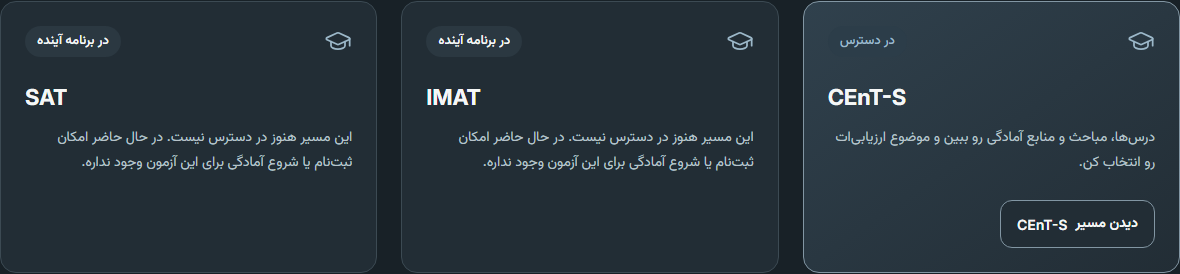 در دسترس
CEnT-S
درس‌ها، مباحث و منابع آمادگی رو ببین و موضوع ارزیابی‌ات
رو انتخاب کن.
دیدن مسیر CEnT-S
در برنامه آینده
IMAT
این مسیر هنوز در دسترس نیست. در حال حاضر امکان
ثبت‌نام یا شروع آمادگی برای این آزمون وجود نداره.
در برنامه آینده
SAT
این مسیر هنوز در دسترس نیست. در حال حاضر امکان
ثبت‌نام یا شروع آمادگی برای این آزمون وجود نداره.